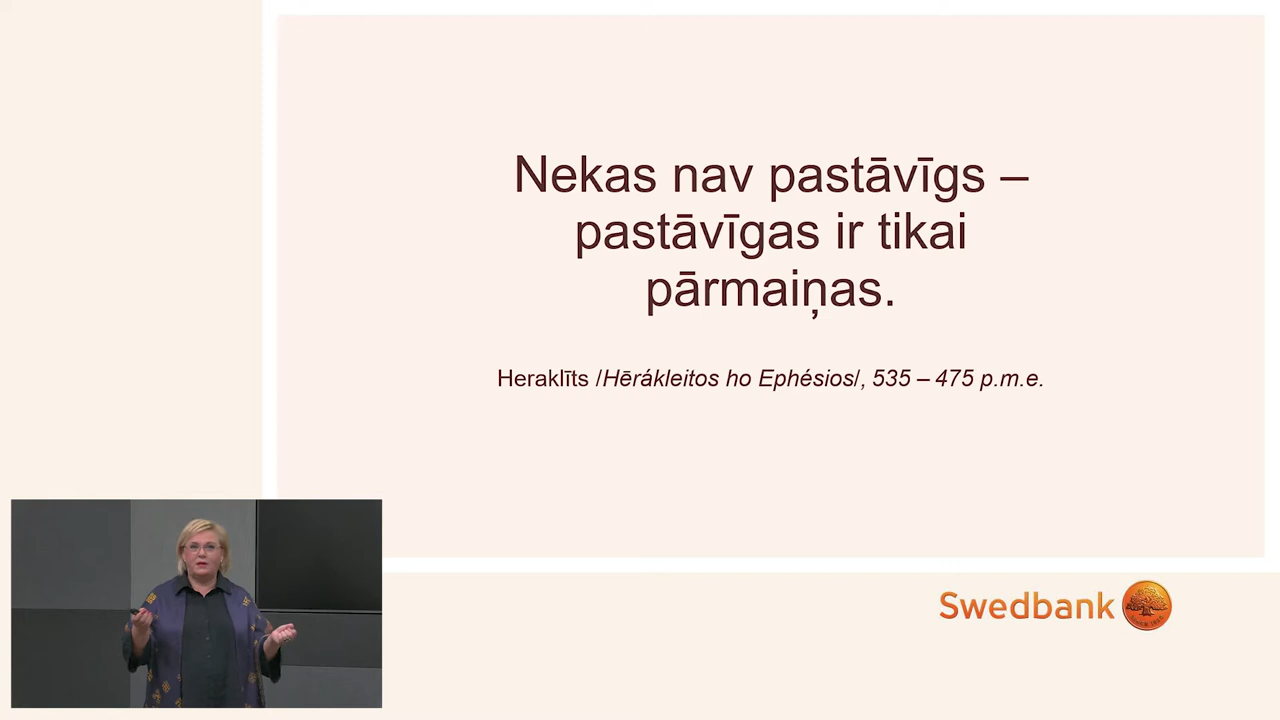 Nekas nav pastāvīgs –
pastāvīgas ir tikai
pārmaiņas.
Heraklīts /Hērákleitos ho Ephésios/, 535 – 475 p.m.e.
Swedbank